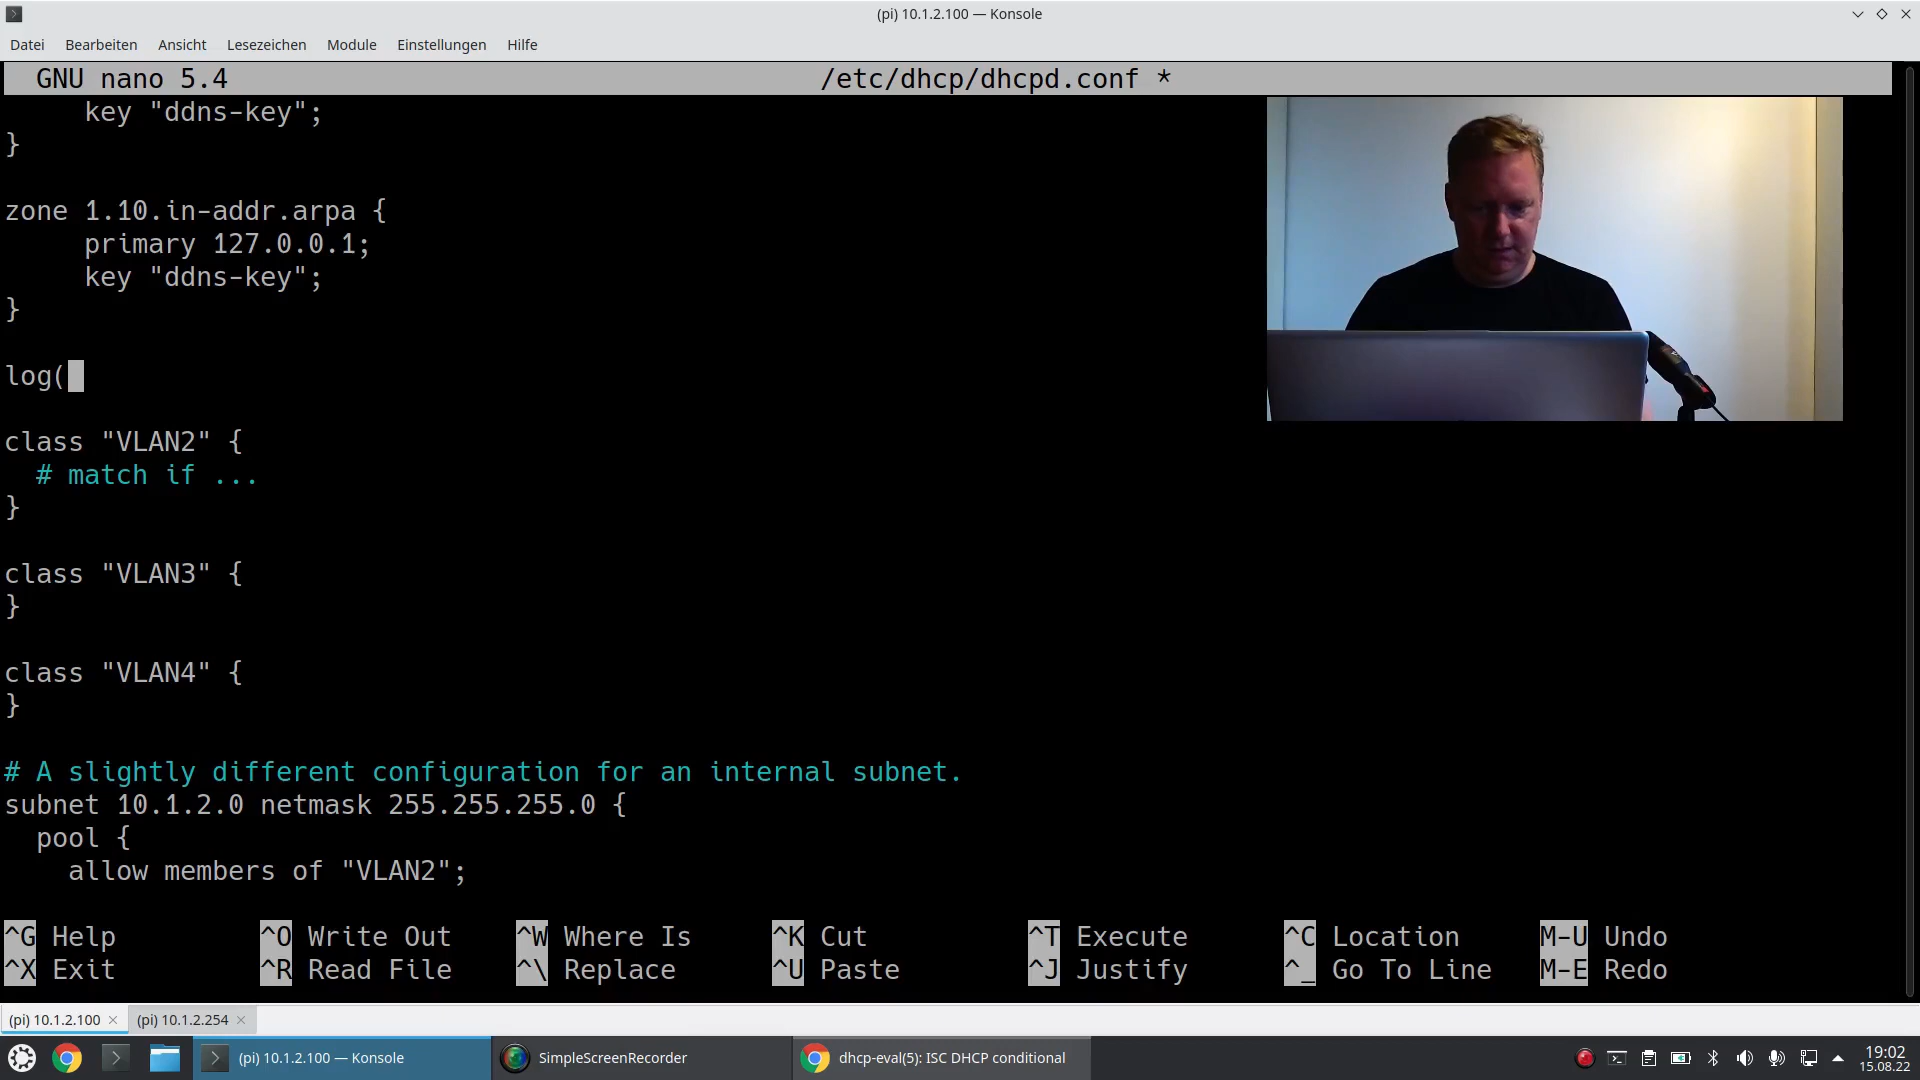 (pi) 10.1.2.100 — Konsole
Datei Bearbeiten Ansicht Lesezeichen Module Einstellungen Hilfe
GNU nano 5.4 /etc/dhcp/dhcpd.conf *
key "ddns-key";
}
zone 1.10.in-addr.arpa {
primary 127.0.0.1;
key "ddns-key";
}
log(
class "VLAN2" {
# match if ...
}
class "VLAN3" {
}
class "VLAN4" {
}
# A slightly different configuration for an internal subnet.
subnet 10.1.2.0 netmask 255.255.255.0 {
pool {
allow members of "VLAN2";
^G Help ^O Write Out ^W Where Is ^K Cut ^T Execute ^C Location M-U Undo
^X Exit ^R Read File ^\ Replace ^U Paste ^J Justify ^_ Go To Line M-E Redo
(pi) 10.1.2.100 (pi) 10.1.2.254
(pi) 10.1.2.100 — Konsole SimpleScreenRecorder dhcp-eval(5): ISC DHCP conditional 19:02
15.08.22